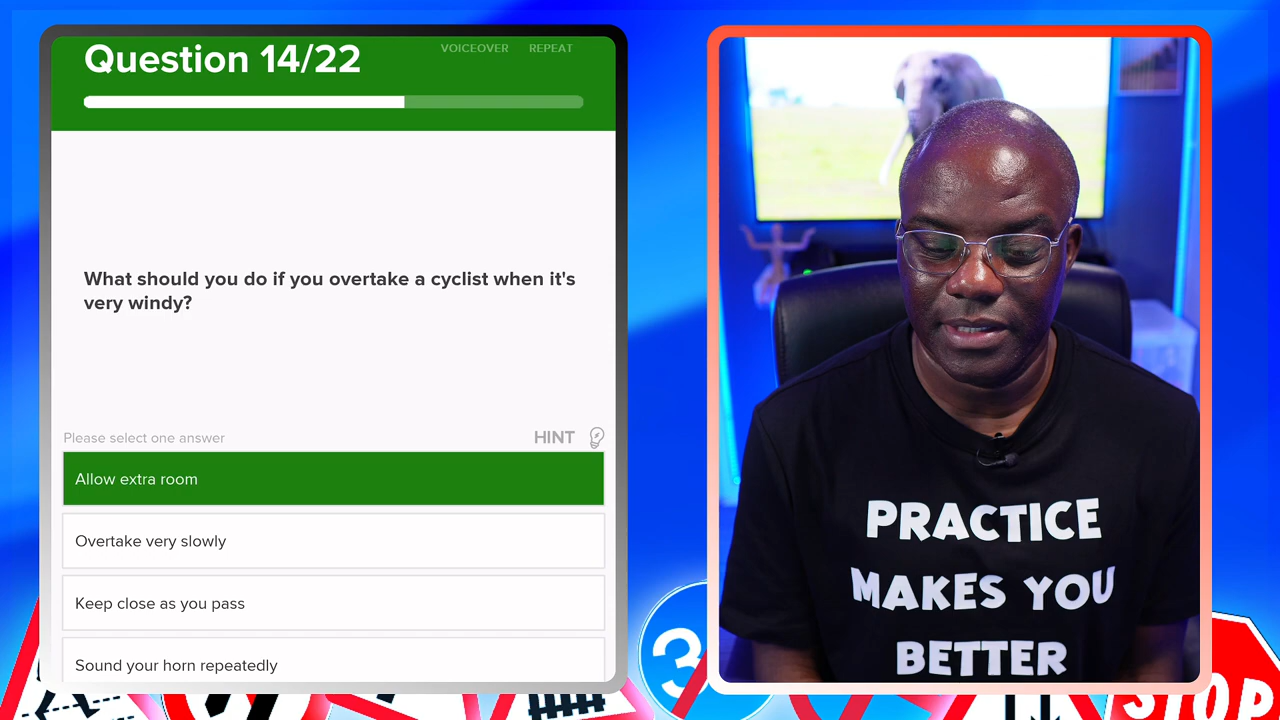 Question 14/22
VOICEOVER REPEAT
What should you do if you overtake a cyclist when it's
very windy?
Please select one answer
HINT
Allow extra room
Overtake very slowly
Keep close as you pass
Sound your horn repeatedly
PRACTICE
MAKES YOU
BETTER
3
STOP